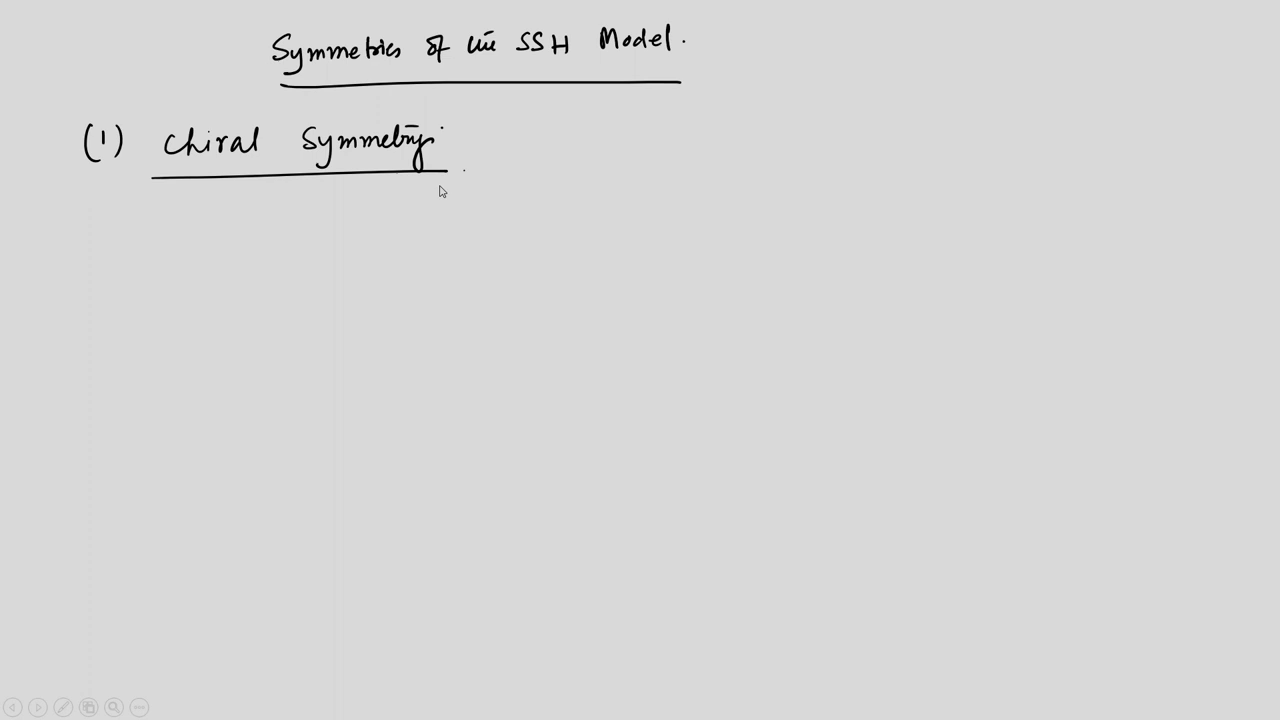 Symmetries of the SSH Model.
(1) Chiral Symmetry.